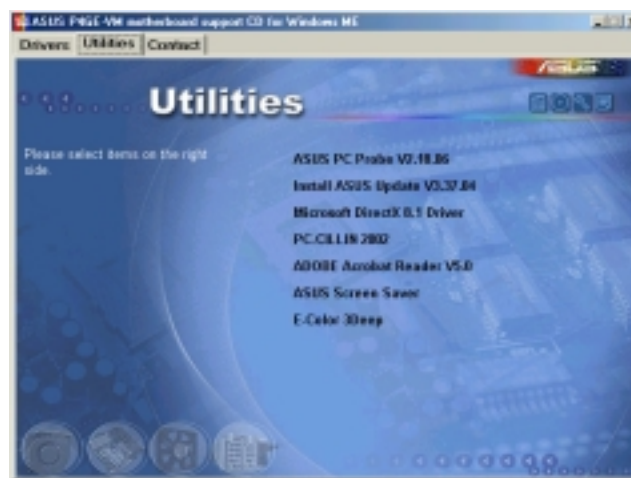 ASUS P4GE-VM motherboard support CD for Windows ME
Drivers Utilities Contact
ASUS
Utilities
Please select items on the right
side.
ASUS PC Probe V2.18.06
Install ASUS Update V3.37.04
Microsoft DirectX 8.1 Driver
PC-CILLIN 2002
ADOBE Acrobat Reader V5.0
ASUS Screen Saver
E-Color 3Deep